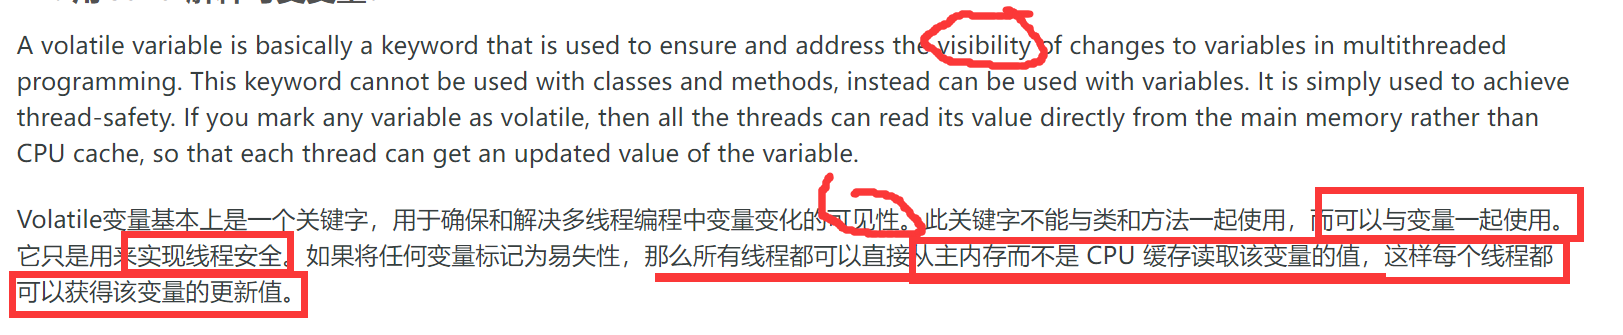 A volatile variable is basically a keyword that is used to ensure and address the visibility of changes to variables in multithreaded
programming. This keyword cannot be used with classes and methods, instead can be used with variables. It is simply used to achieve
thread-safety. If you mark any variable as volatile, then all the threads can read its value directly from the main memory rather than
CPU cache, so that each thread can get an updated value of the variable.
Volatile变量基本上是一个关键字，用于确保和解决多线程编程中变量变化的可见性。此关键字不能与类和方法一起使用，而可以与变量一起使用。
它只是用来实现线程安全。如果将任何变量标记为易失性，那么所有线程都可以直接从主内存而不是 CPU 缓存读取该变量的值，这样每个线程都
可以获得该变量的更新值。